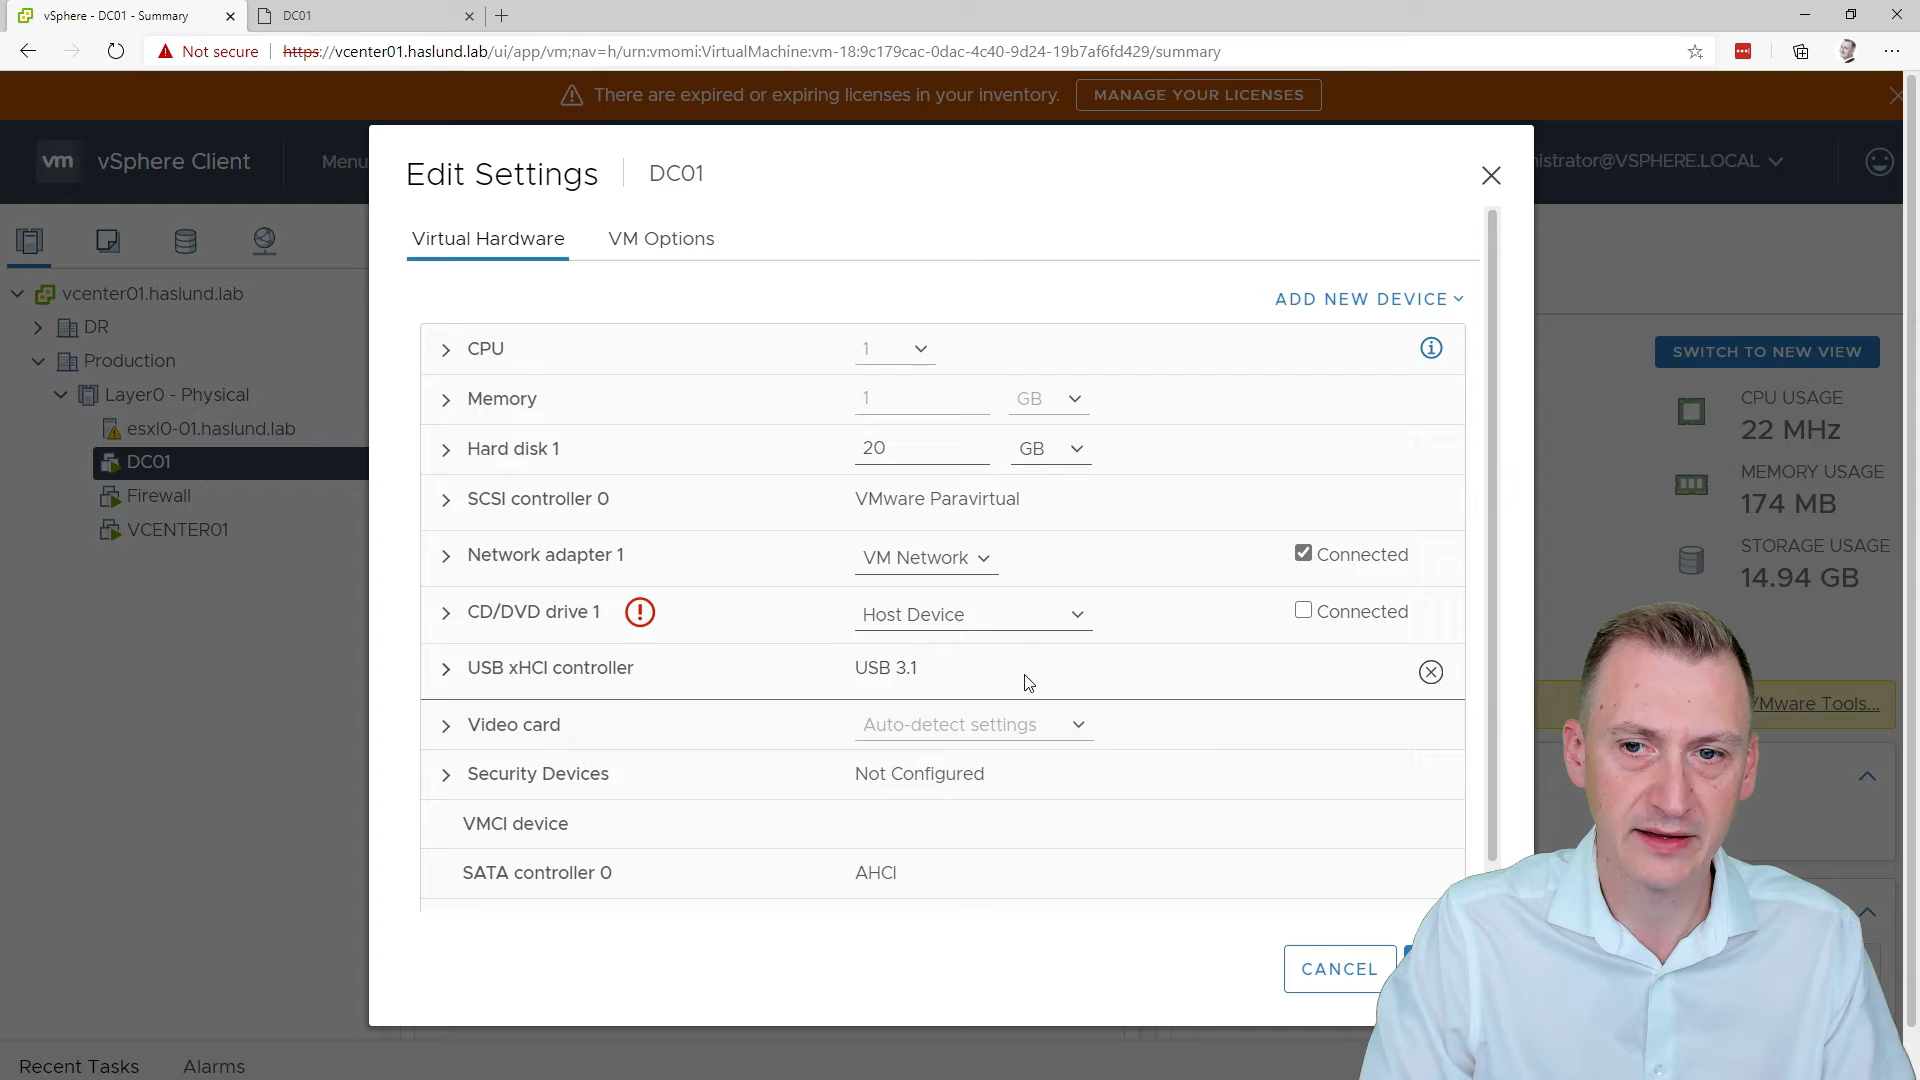 vSphere - DC01 - Summary
DC01
Not secure
https://vcenter01.haslund.lab/ui/app/vm;nav=h/urn:vmomi:VirtualMachine:vm-18:9c179cac-0dac-4c40-9d24-19b7af6fd429/summary
There are expired or expiring licenses in your inventory.
MANAGE YOUR LICENSES
vm
vSphere Client
Menu
nistrator@VSPHERE.LOCAL
Edit Settings
DC01
Virtual Hardware
VM Options
ADD NEW DEVICE
CPU
1
Memory
1
GB
Hard disk 1
20
GB
SCSI controller 0
VMware Paravirtual
Network adapter 1
VM Network
Connected
CD/DVD drive 1
Host Device
Connected
USB xHCI controller
USB 3.1
Video card
Auto-detect settings
Security Devices
Not Configured
VMCI device
SATA controller 0
AHCI
CANCEL
vcenter01.haslund.lab
DR
Production
Layer0 - Physical
esxl0-01.haslund.lab
DC01
Firewall
VCENTER01
SWITCH TO NEW VIEW
CPU USAGE
22 MHz
MEMORY USAGE
174 MB
STORAGE USAGE
14.94 GB
VMware Tools...
Recent Tasks
Alarms